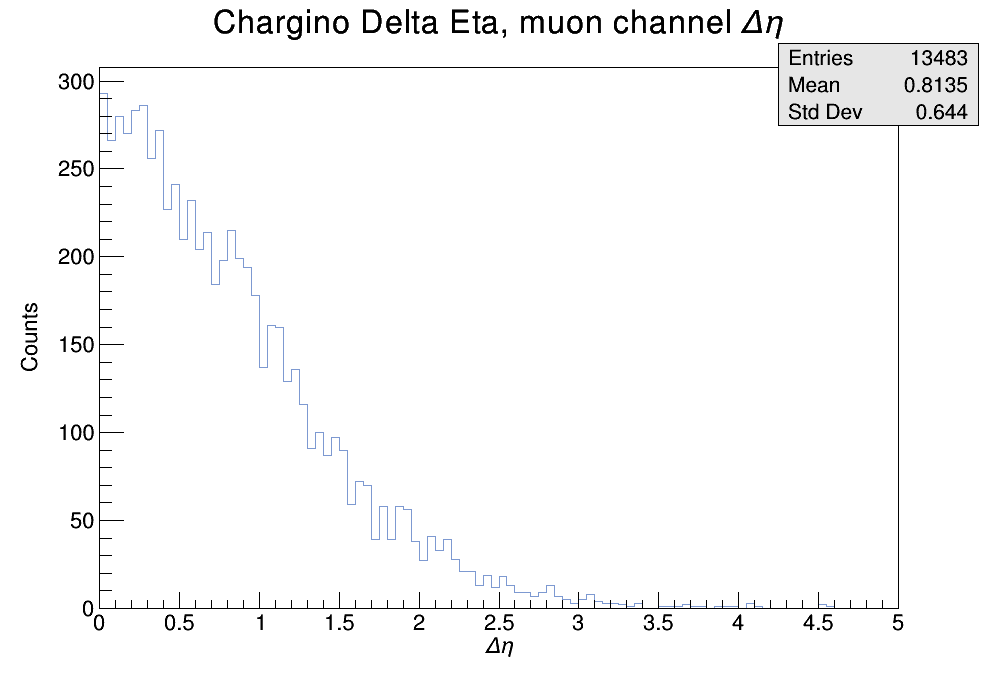 Chargino Delta Eta, muon channel Δη
Entries 13483
Mean 0.8135
Std Dev 0.644
300
250
200
150
100
50
0
Counts
0 0.5 1 1.5 2 2.5 3 3.5 4 4.5 5
Δη